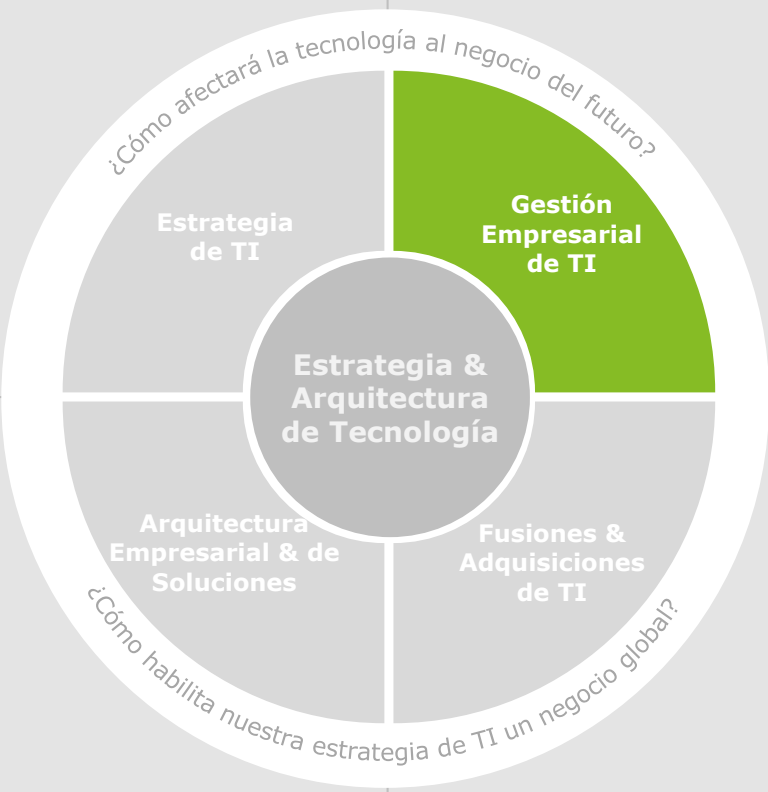 ¿Cómo afectará la tecnología al negocio del futuro?
Estrategia
de TI
Gestión
Empresarial
de TI
Estrategia &
Arquitectura
de Tecnología
Arquitectura
Empresarial & de
Soluciones
Fusiones &
Adquisiciones
de TI
¿Cómo habilita nuestra estrategia de TI un negocio global?